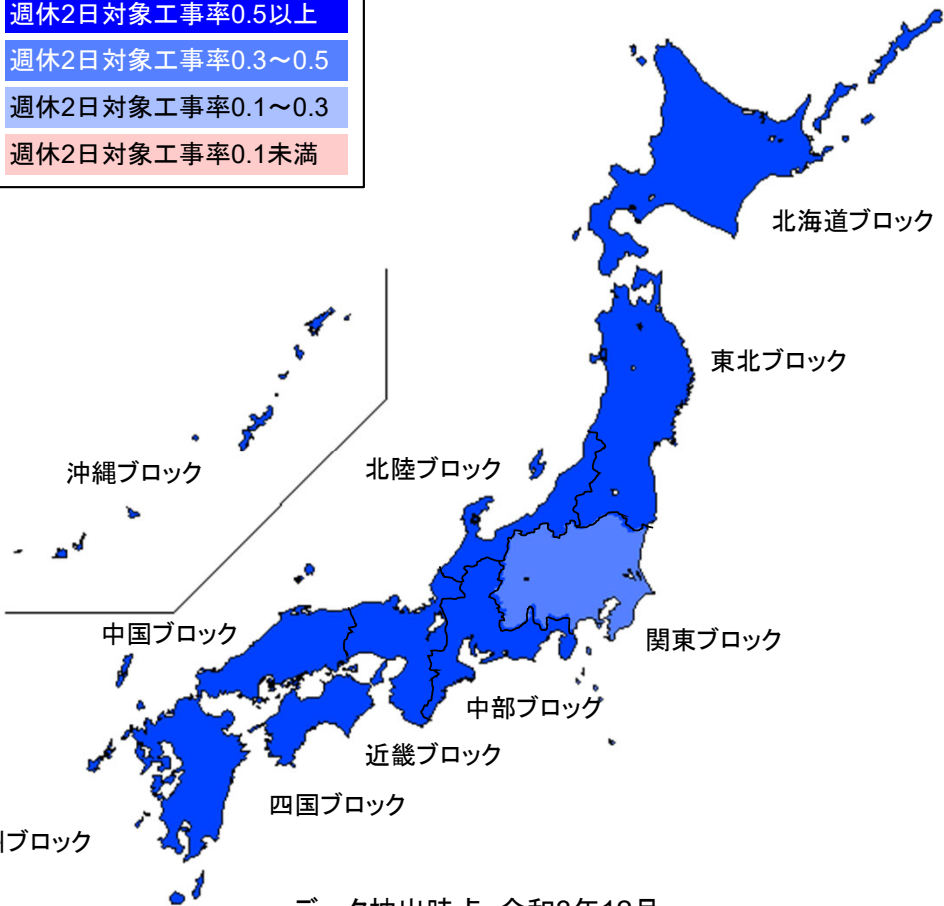 週休2日対象工事率0.5以上
週休2日対象工事率0.3～0.5
週休2日対象工事率0.1～0.3
週休2日対象工事率0.1未満
北海道ブロック
東北ブロック
北陸ブロック
沖縄ブロック
中国ブロック
関東ブロック
中部ブロック
近畿ブロック
四国ブロック
ブロック